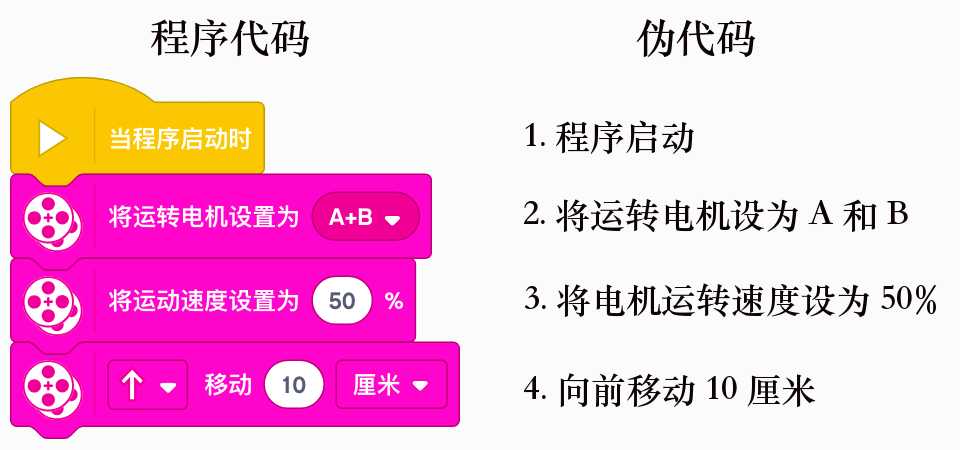 程序代码
伪代码
当程序启动时
1. 程序启动
将运转电机设置为 A+B
2. 将运转电机设为 A 和 B
将运动速度设置为 50 %
3. 将电机运转速度设为 50%
移动 10 厘米
4. 向前移动 10 厘米